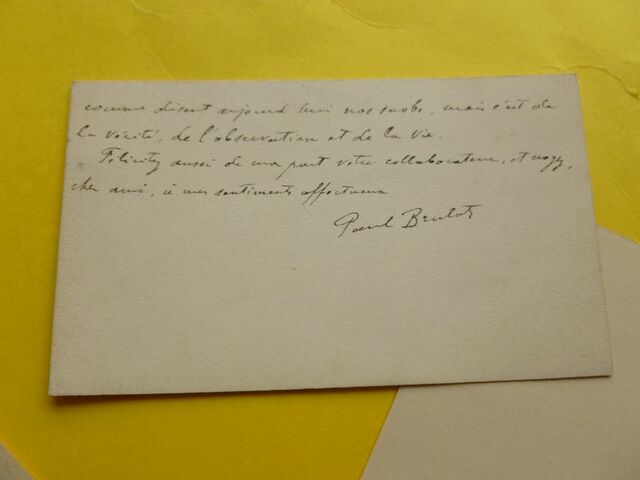 comme disent aujourd'hui nos snobs, mais c'est de
la vérité, de l'observation et de la vie.
Félicitez aussi de ma part votre collaborateur, et croyez,
cher ami, à mes sentiments affectueux
Paul Brulat